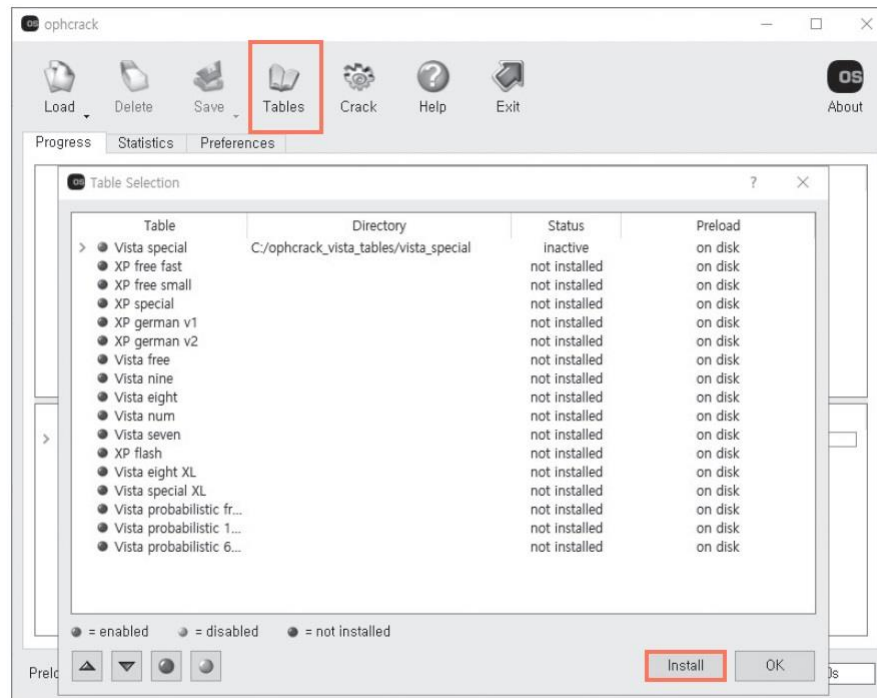 OS ophcrack
Load Delete Save Tables Crack Help Exit OS About
Progress Statistics Preferences
OS Table Selection ?
Table Directory Status Preload
Vista special C:/ophcrack_vista_tables/vista_special inactive on disk
XP free fast not installed on disk
XP free small not installed on disk
XP special not installed on disk
XP german v1 not installed on disk
XP german v2 not installed on disk
Vista free not installed on disk
Vista nine not installed on disk
Vista eight not installed on disk
Vista num not installed on disk
Vista seven not installed on disk
XP flash not installed on disk
Vista eight XL not installed on disk
Vista special XL not installed on disk
Vista probabilistic fr... not installed on disk
Vista probabilistic 1... not installed on disk
Vista probabilistic 6... not installed on disk
= enabled = disabled = not installed
Install OK